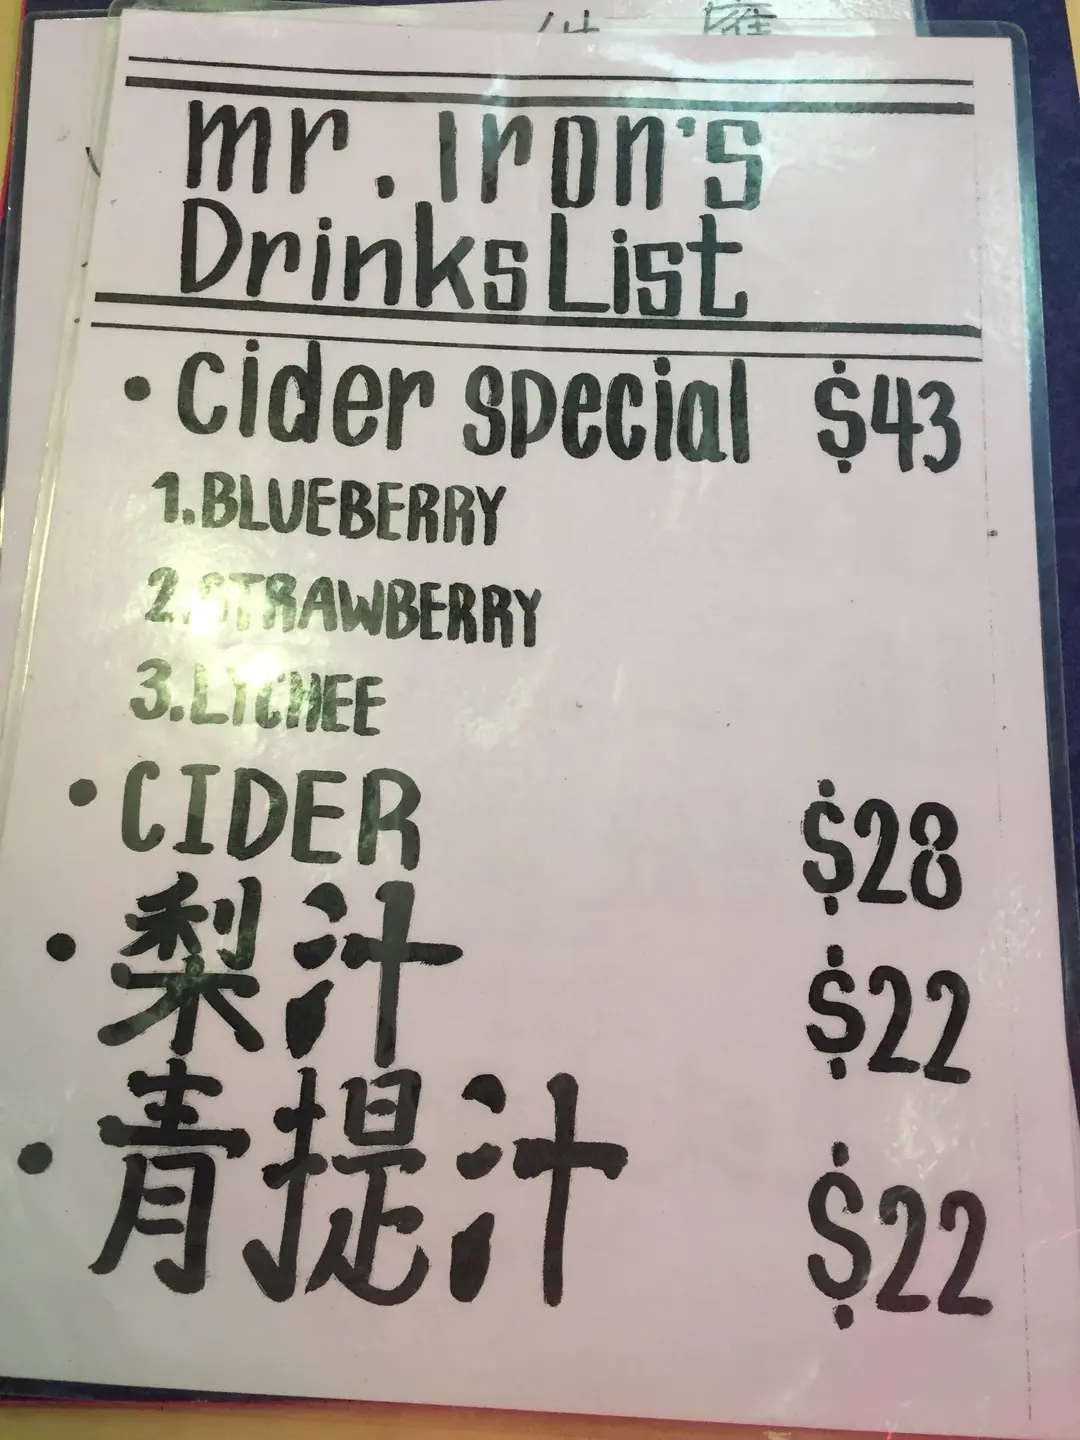 mr. Iron's
Drinks List
• Cider special $43
1. BLUEBERRY
2. STRAWBERRY
3. LYCHEE
• CIDER $28
• 梨汁 $22
• 青提汁 $22